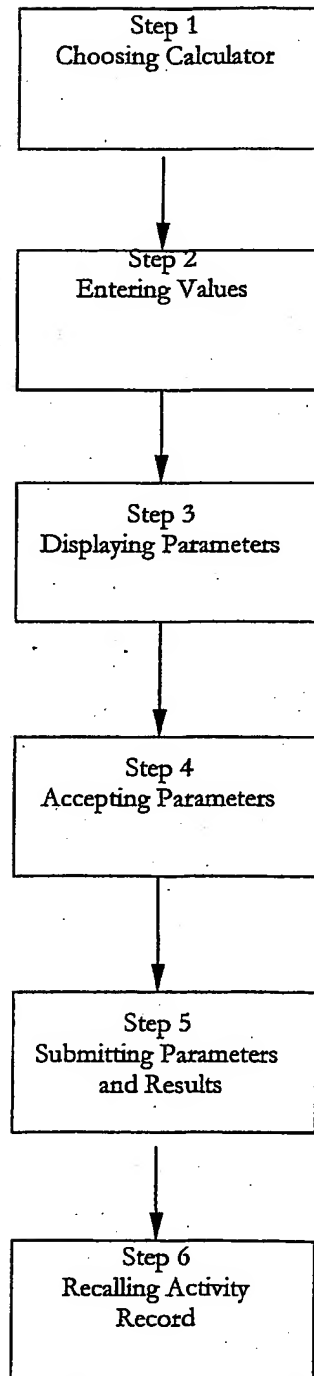 Step 1
Choosing Calculator
Step 2
Entering Values
Step 3
Displaying Parameters
Step 4
Accepting Parameters
Step 5
Submitting Parameters
and Results
Step 6
Recalling Activity
Record